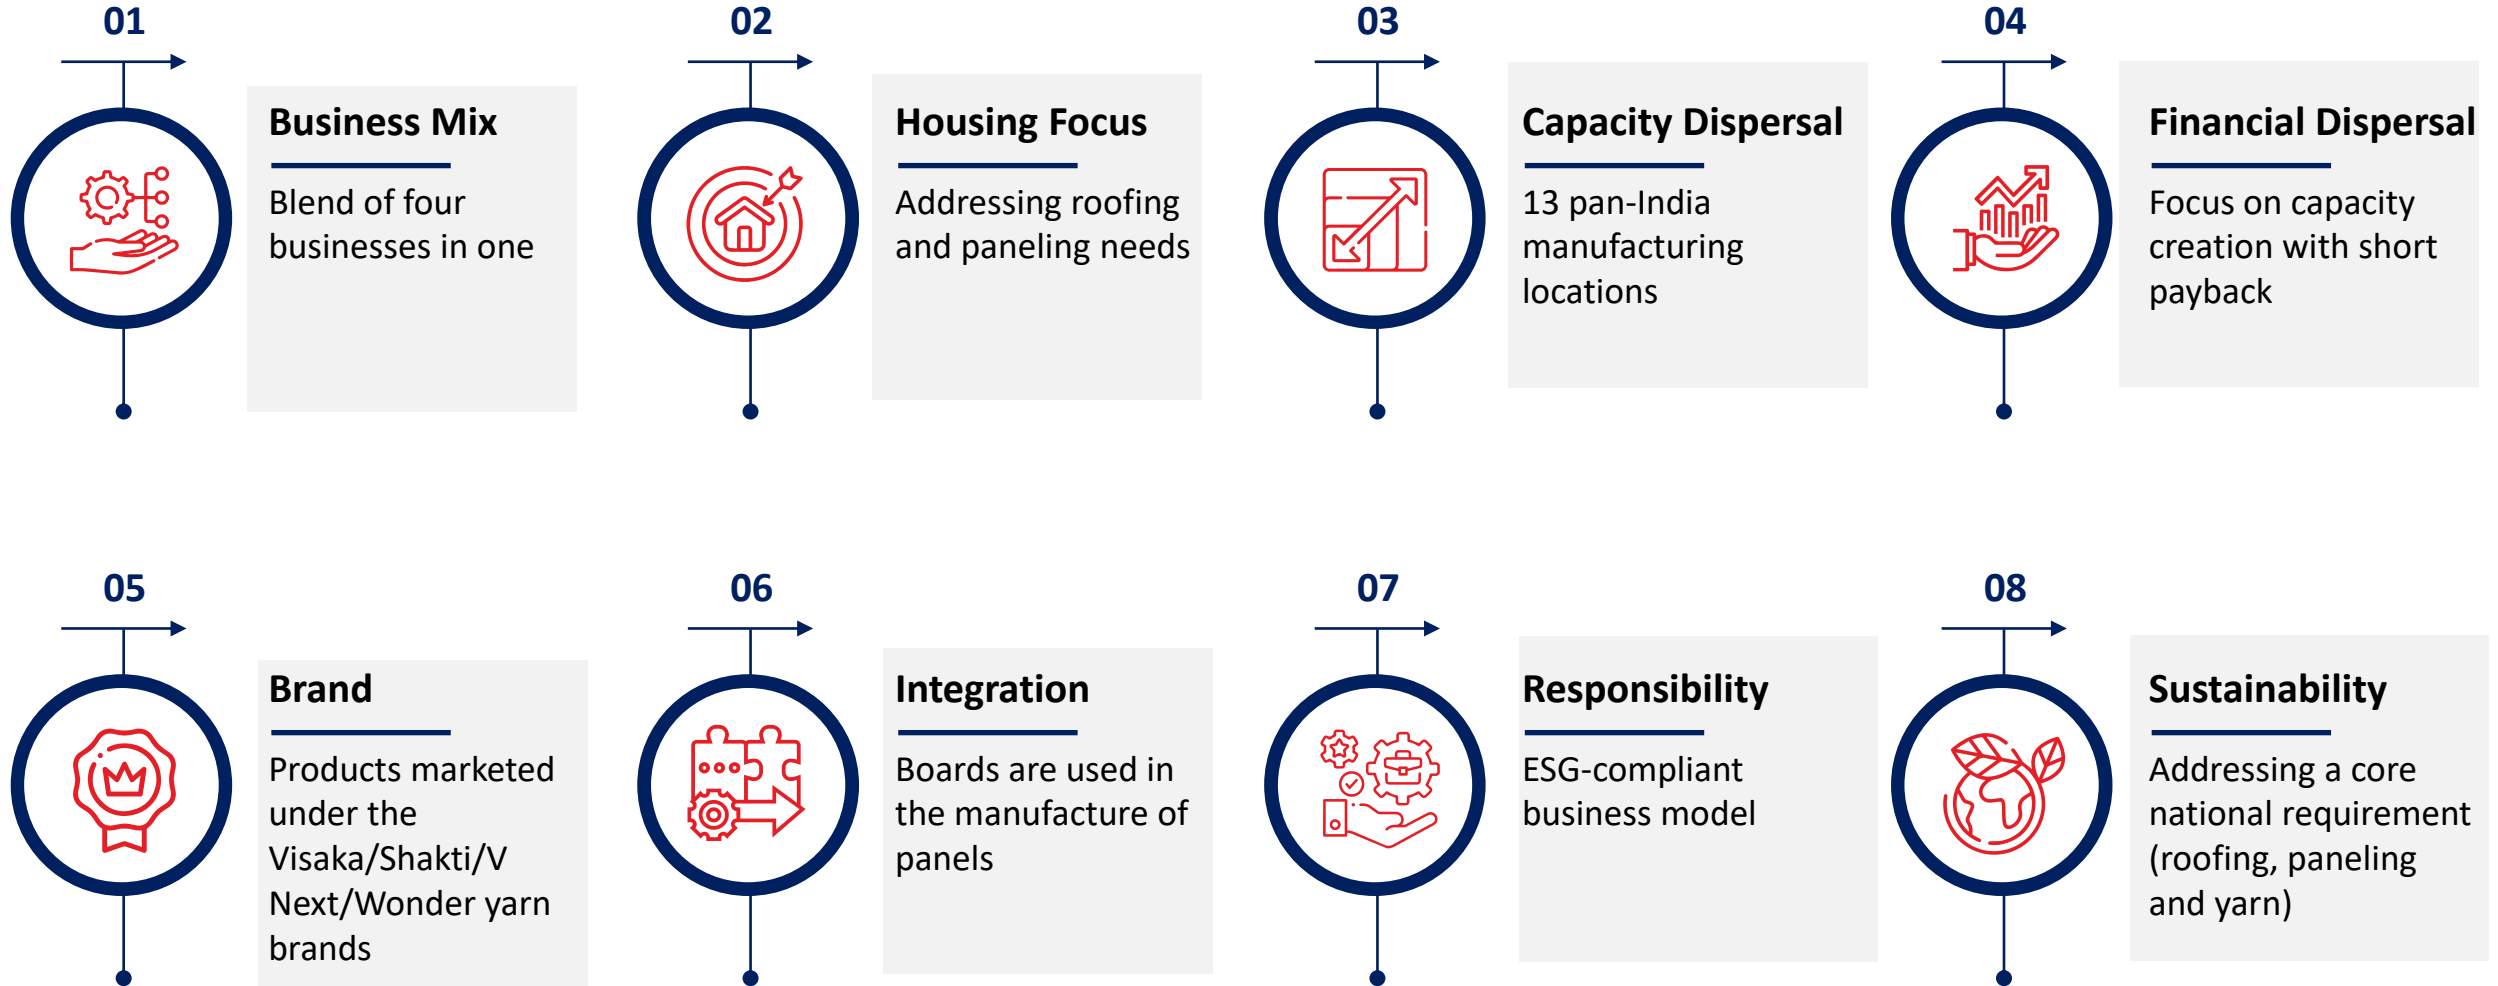 01
Business Mix
Blend of four
businesses in one
02
Housing Focus
Addressing roofing
and paneling needs
03
Capacity Dispersal
13 pan-India
manufacturing
locations
04
Financial Dispersal
Focus on capacity
creation with short
payback
05
Brand
Products marketed
under the
Visaka/Shakti/V
Next/Wonder yarn
brands
06
Integration
Boards are used in
the manufacture of
panels
07
Responsibility
ESG-compliant
business model
08
Sustainability
Addressing a core
national requirement
(roofing, paneling
and yarn)